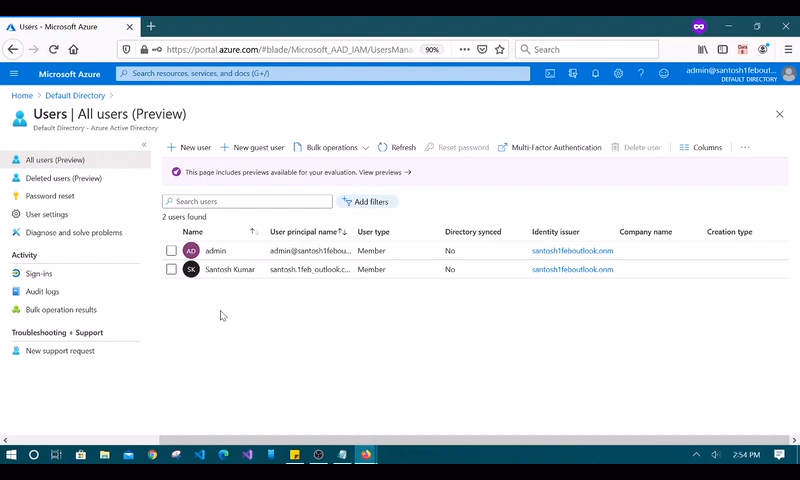 Users - Microsoft Azure
https://portal.azure.com/#blade/Microsoft_AAD_IAM/UsersMana
90%
Search
Microsoft Azure
Search resources, services, and docs (G+/)
admin@santosh1febout...
DEFAULT DIRECTORY
Home
Default Directory
Users | All users (Preview)
Default Directory - Azure Active Directory
New user
New guest user
Bulk operations
Refresh
Reset password
Multi-Factor Authentication
Delete user
Columns
All users (Preview)
Deleted users (Preview)
Password reset
User settings
Diagnose and solve problems
Activity
Sign-ins
Audit logs
Bulk operation results
Troubleshooting + Support
New support request
This page includes previews available for your evaluation. View previews →
Search users
Add filters
2 users found
Name User principal name User type Directory synced Identity issuer Company name Creation type
AD admin admin@santosh1febou... Member No santosh1feboutlook.onm
SK Santosh Kumar santosh.1feb_outlook.c... Member No santosh1feboutlook.onm
2:54 PM